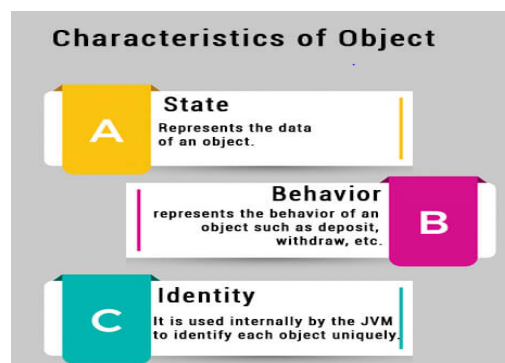 Characteristics of Object
A
State
Represents the data
of an object.
Behavior
represents the behavior of an
object such as deposit,
withdraw, etc.
B
C
Identity
It is used internally by the JVM
to identify each object uniquely.